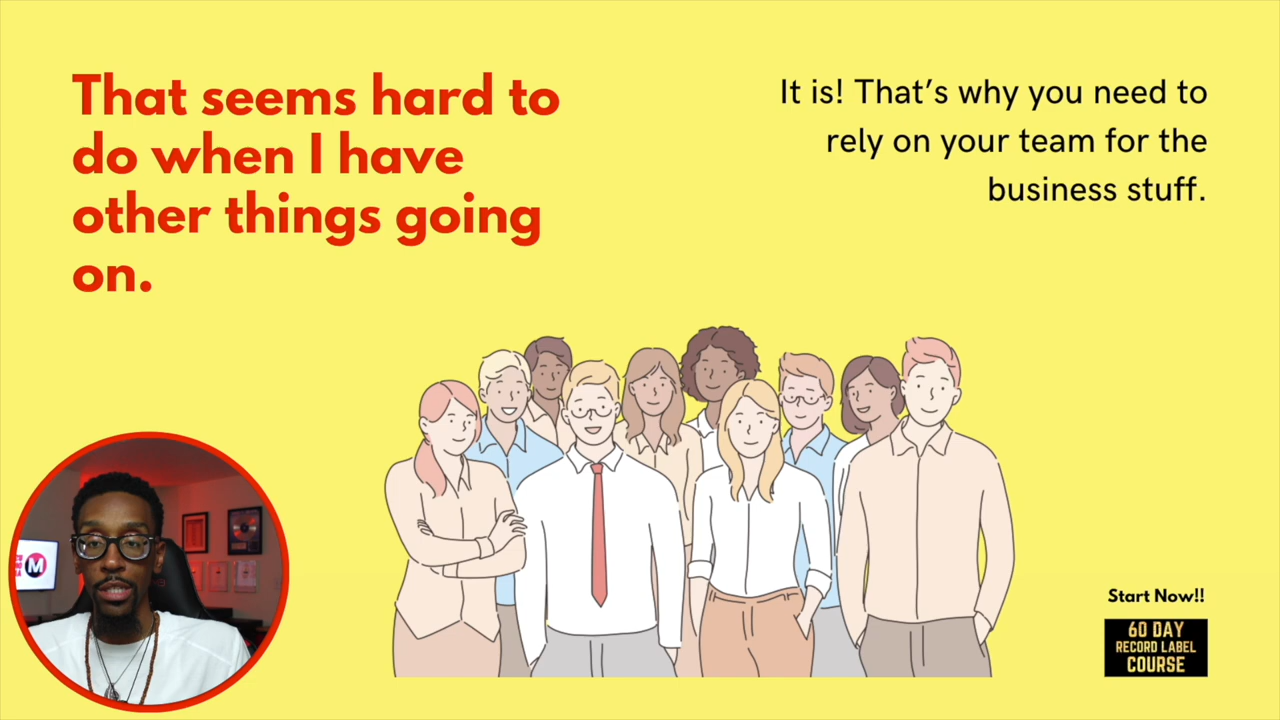 That seems hard to
do when I have
other things going
on.
It is! That’s why you need to
rely on your team for the
business stuff.
M
Start Now!!
60 DAY
RECORD LABEL
COURSE